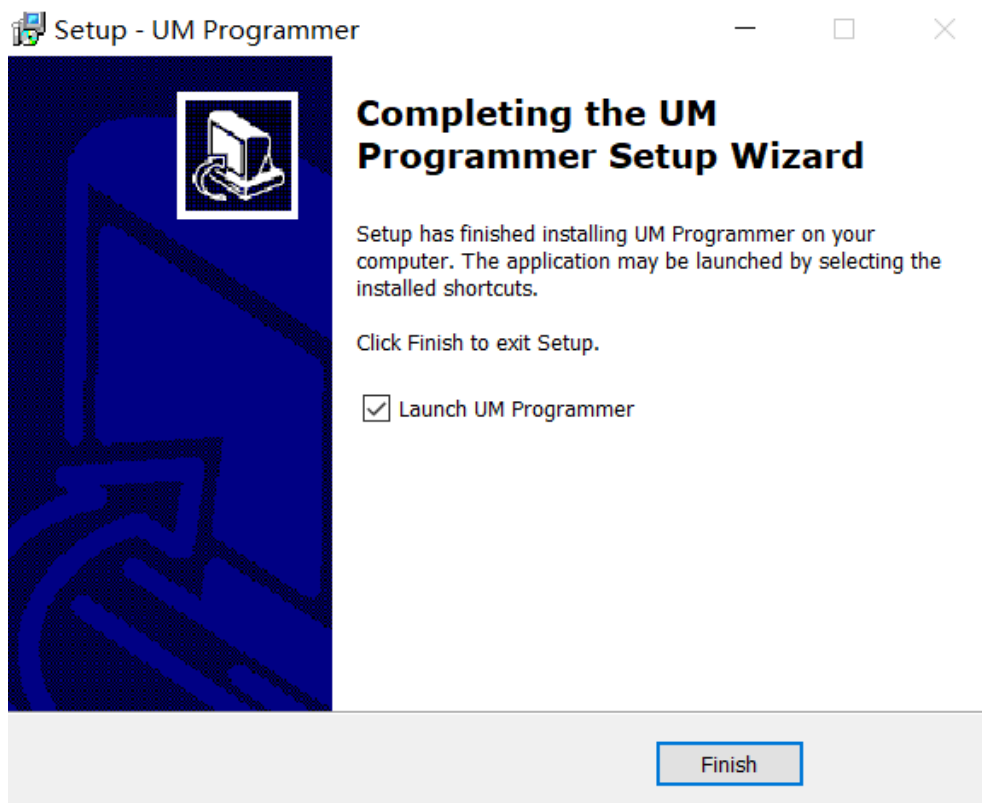 Setup - UM Programmer
Completing the UM
Programmer Setup Wizard
Setup has finished installing UM Programmer on your
computer. The application may be launched by selecting the
installed shortcuts.
Click Finish to exit Setup.
Launch UM Programmer
Finish